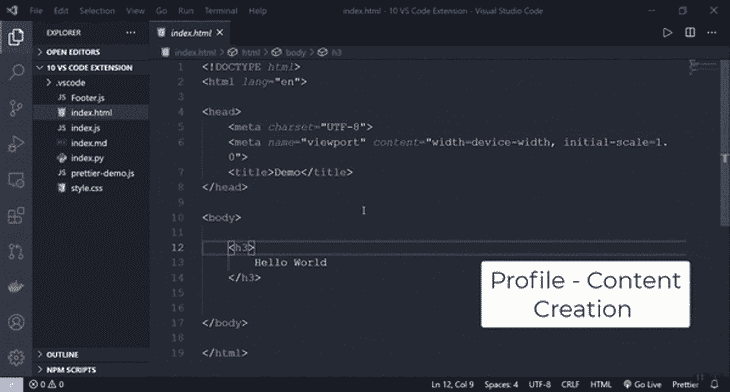 File Edit Selection View Go Run Terminal Help index.html - 10 VS Code Extension - Visual Studio Code
EXPLORER
OPEN EDITORS
10 VS CODE EXTENSION
.vscode
Footer.js
index.html
index.js
index.md
index.py
prettier-demo.js
style.css
OUTLINE
NPM SCRIPTS
index.html
index.html > html > body > h3
1 <!DOCTYPE html>
2 <html lang="en">
3
4 <head>
5 <meta charset="UTF-8">
6 <meta name="viewport" content="width=device-width, initial-scale=1.
0">
7 <title>Demo</title>
8 </head>
9
10 <body>
11
12 <h3>
13 Hello World
14 </h3>
15
16
17 </body>
18
19 </html>
Profile - Content
Creation
0 0 Ln 12, Col 9 Spaces: 4 UTF-8 CRLF HTML Go Live Prettier